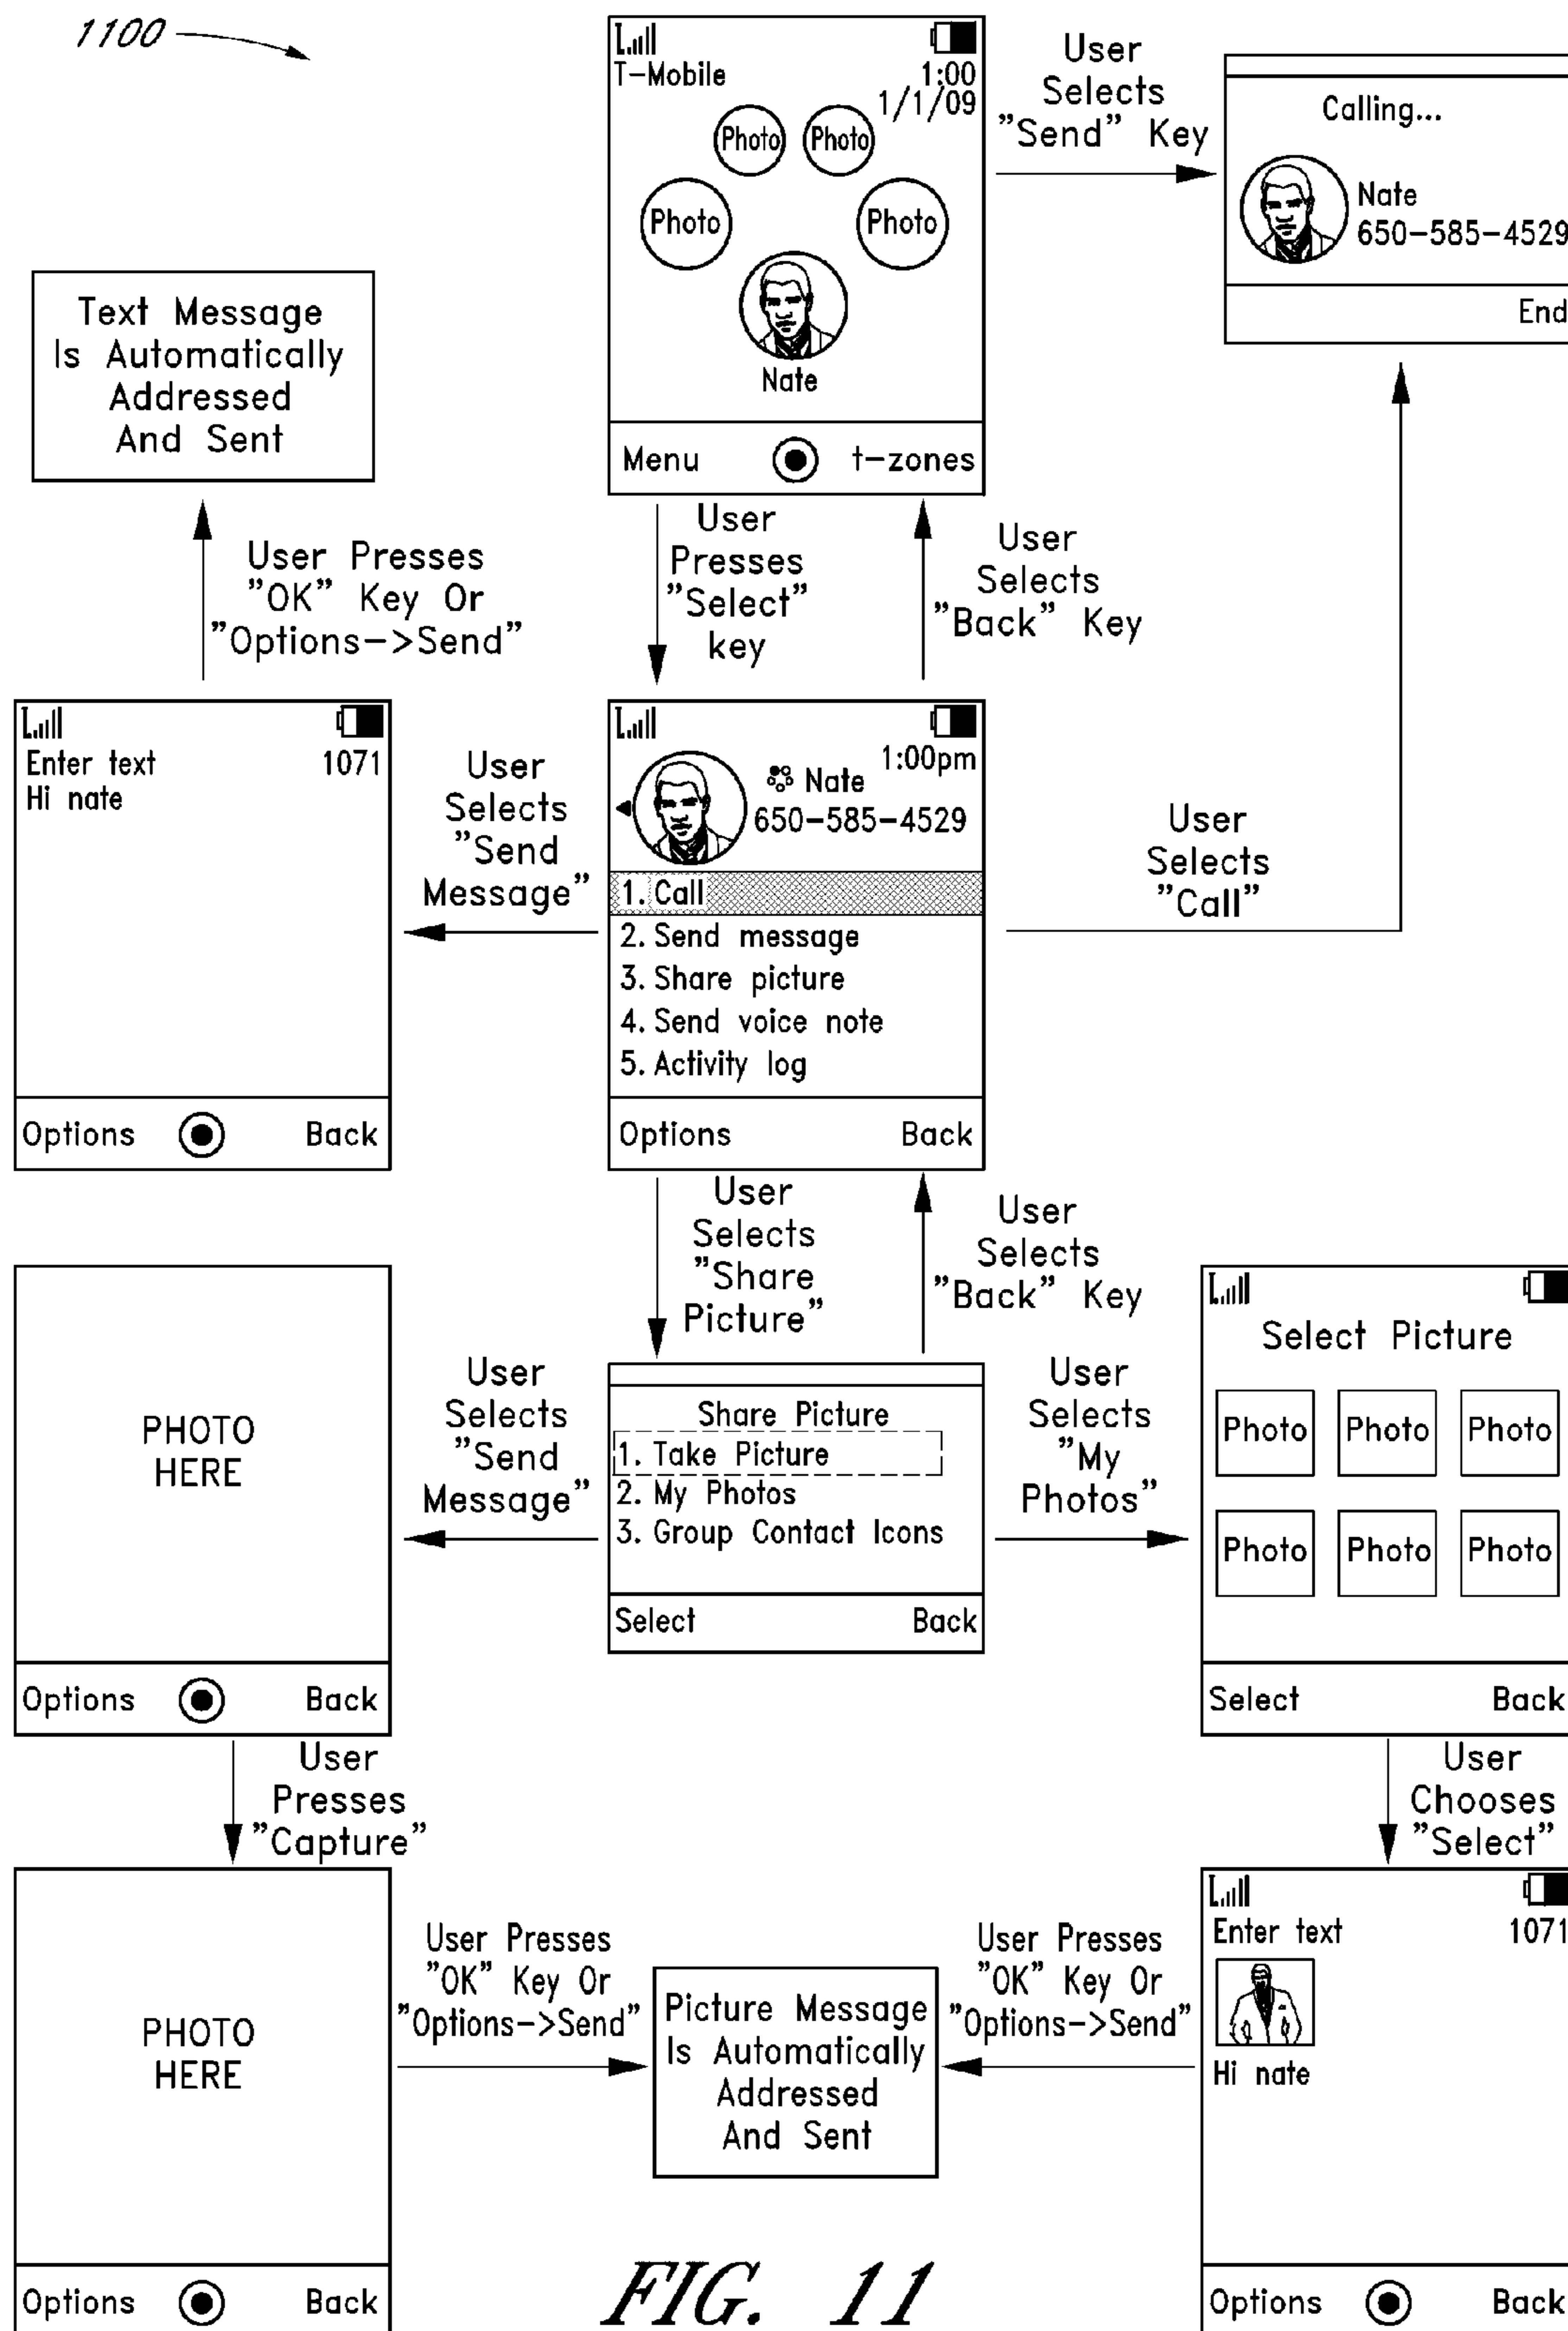 1100
T-Mobile
1:00
1/1/09
Photo
Photo
Photo
Photo
Nate
Menu
t-zones
User
Selects
"Send" Key
Calling...
Nate
650-585-4529
End
Text Message
Is Automatically
Addressed
And Sent
User Presses
"OK" Key Or
"Options->Send"
User
Presses
"Select"
key
User
Selects
"Back" Key
Enter text
1071
Hi nate
Options
Back
User
Selects
"Send
Message"
1:00pm
Nate
650-585-4529
1. Call
2. Send message
3. Share picture
4. Send voice note
5. Activity log
Options
Back
User
Selects
"Call"
User
Selects
"Share
Picture"
User
Selects
"Back" Key
PHOTO
HERE
Options
Back
User
Selects
"Send
Message"
Share Picture
1. Take Picture
2. My Photos
3. Group Contact Icons
Select
Back
User
Selects
"My
Photos"
Select Picture
Photo
Photo
Photo
Photo
Photo
Photo
Select
Back
User
Presses
"Capture"
User
Chooses
"Select"
PHOTO
HERE
Options
Back
User Presses
"OK" Key Or
"Options->Send"
Picture Message
Is Automatically
Addressed
And Sent
User Presses
"OK" Key Or
"Options->Send"
Enter text
1071
Hi nate
Options
Back
FIG. 11